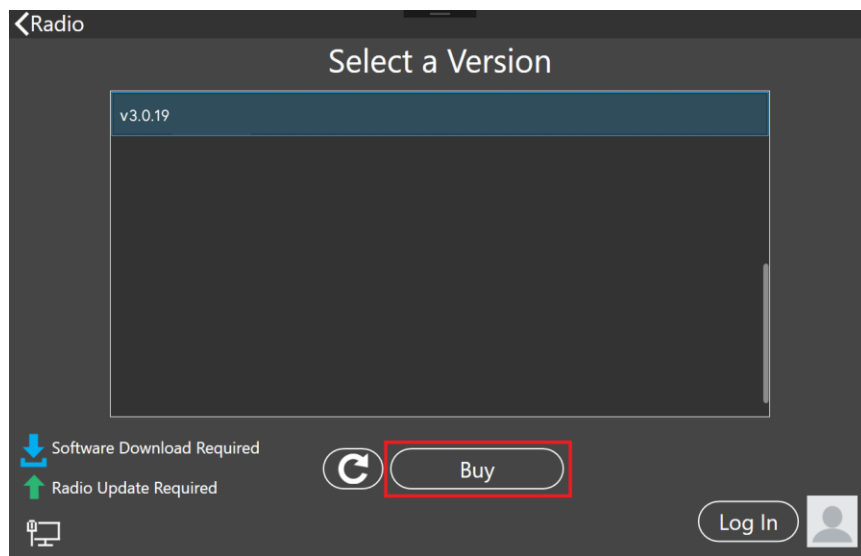 Radio
Select a Version
v3.0.19
Software Download Required
Radio Update Required
Buy
Log In